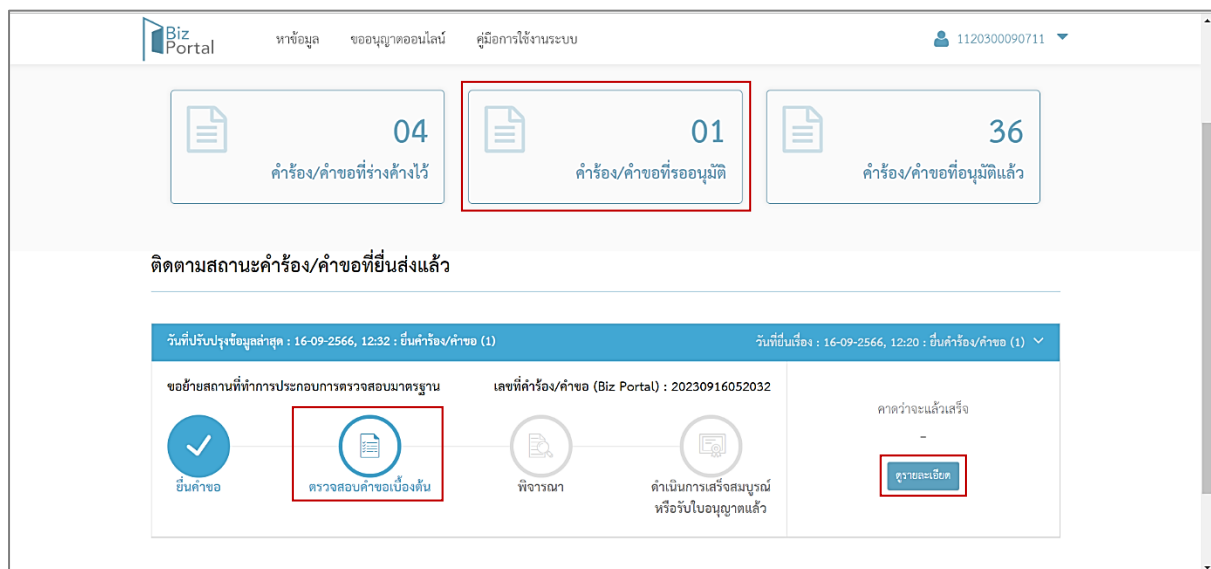 Biz
Portal
หาข้อมูล ขออนุญาตออนไลน์ คู่มือการใช้งานระบบ 1120300090711
04
คำร้อง/คำขอที่ร่างค้างไว้
01
คำร้อง/คำขอที่รออนุมัติ
36
คำร้อง/คำขอที่อนุมัติแล้ว
ติดตามสถานะคำร้อง/คำขอที่ยื่นส่งแล้ว
วันที่ปรับปรุงข้อมูลล่าสุด : 16-09-2566, 12:32 : ยื่นคำร้อง/คำขอ (1) วันที่ยื่นเรื่อง : 16-09-2566, 12:20 : ยื่นคำร้อง/คำขอ (1)
ขอย้ายสถานที่ทำการประกอบการตรวจสอบมาตรฐาน เลขที่คำร้อง/คำขอ (Biz Portal) : 20230916052032
ยื่นคำขอ
ตรวจสอบคำขอเบื้องต้น
พิจารณา
ดำเนินการเสร็จสมบูรณ์
หรือรับใบอนุญาตแล้ว
คาดว่าจะแล้วเสร็จ
-
ดูรายละเอียด